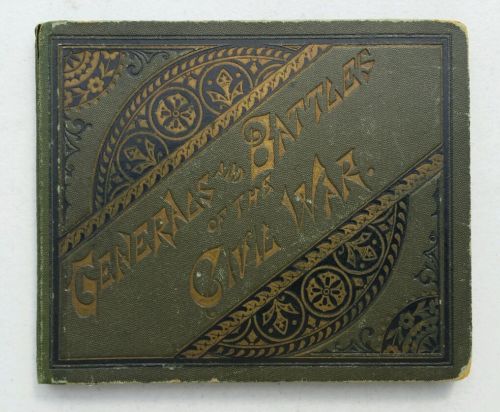 Generals and Battles
of the
Civil War.